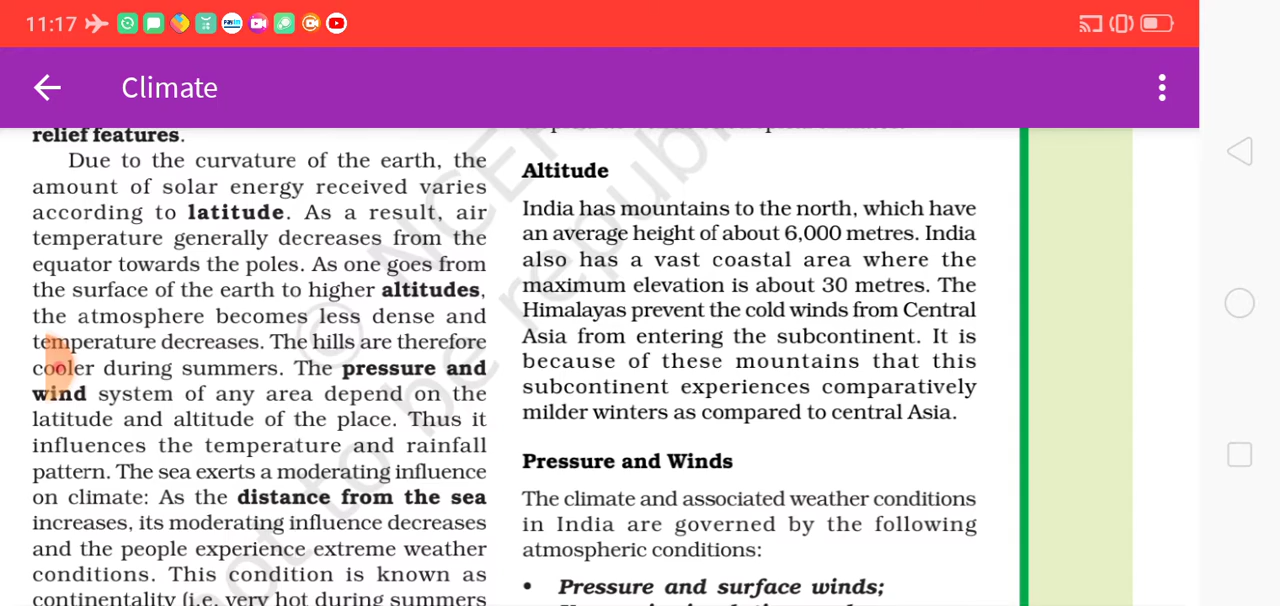 11:17
Climate
relief features.
Due to the curvature of the earth, the
amount of solar energy received varies
according to latitude. As a result, air
temperature generally decreases from the
equator towards the poles. As one goes from
the surface of the earth to higher altitudes,
the atmosphere becomes less dense and
temperature decreases. The hills are therefore
cooler during summers. The pressure and
wind system of any area depend on the
latitude and altitude of the place. Thus it
influences the temperature and rainfall
pattern. The sea exerts a moderating influence
on climate: As the distance from the sea
increases, its moderating influence decreases
and the people experience extreme weather
conditions. This condition is known as
continentality (i.e. very hot during summers
Altitude
India has mountains to the north, which have
an average height of about 6,000 metres. India
also has a vast coastal area where the
maximum elevation is about 30 metres. The
Himalayas prevent the cold winds from Central
Asia from entering the subcontinent. It is
because of these mountains that this
subcontinent experiences comparatively
milder winters as compared to central Asia.
Pressure and Winds
The climate and associated weather conditions
in India are governed by the following
atmospheric conditions:
• Pressure and surface winds;
© NCE
not to be republi